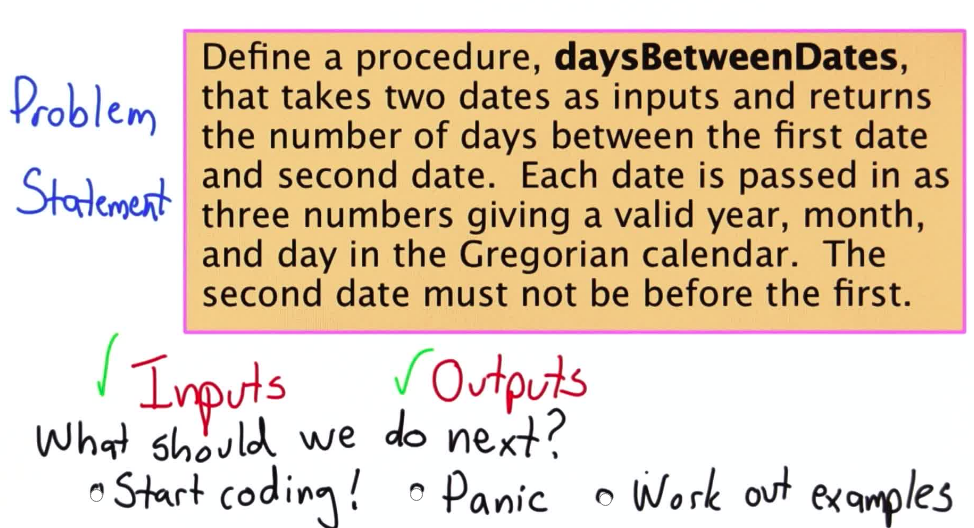 Problem
Statement
Define a procedure, daysBetweenDates,
that takes two dates as inputs and returns
the number of days between the first date
and second date. Each date is passed in as
three numbers giving a valid year, month,
and day in the Gregorian calendar. The
second date must not be before the first.
✓ Inputs ✓ Outputs
What should we do next?
• Start coding! • Panic • Work out examples